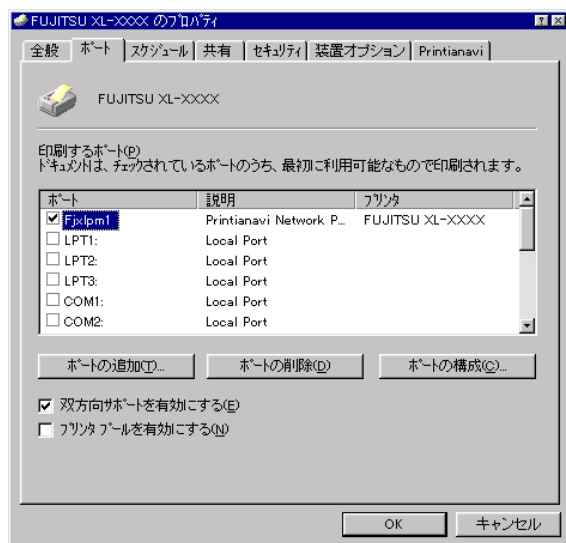 FUJITSU XL-XXXX のﾌﾟﾛﾊﾟﾃｨ
全般 ﾎﾟｰﾄ ｽｹｼﾞｭｰﾙ 共有 ｾｷｭﾘﾃｨ 装置オプション Printianavi
FUJITSU XL-XXXX
印刷するﾎﾟｰﾄ(P)
ﾄﾞｷｭﾒﾝﾄは、ﾁｪｯｸされているﾎﾟｰﾄのうち、最初に利用可能なもので印刷されます。
ﾎﾟｰﾄ 説明 ﾌﾟﾘﾝﾀ
Fjxlpm1 Printianavi Network P... FUJITSU XL-XXXX
LPT1: Local Port
LPT2: Local Port
LPT3: Local Port
COM1: Local Port
COM2: Local Port
ﾎﾟｰﾄの追加(T)... ﾎﾟｰﾄの削除(D) ﾎﾟｰﾄの構成(C)...
双方向ｻﾎﾟｰﾄを有効にする(E)
ﾌﾟﾘﾝﾀ ﾌﾟｰﾙを有効にする(N)
OK キャンセル